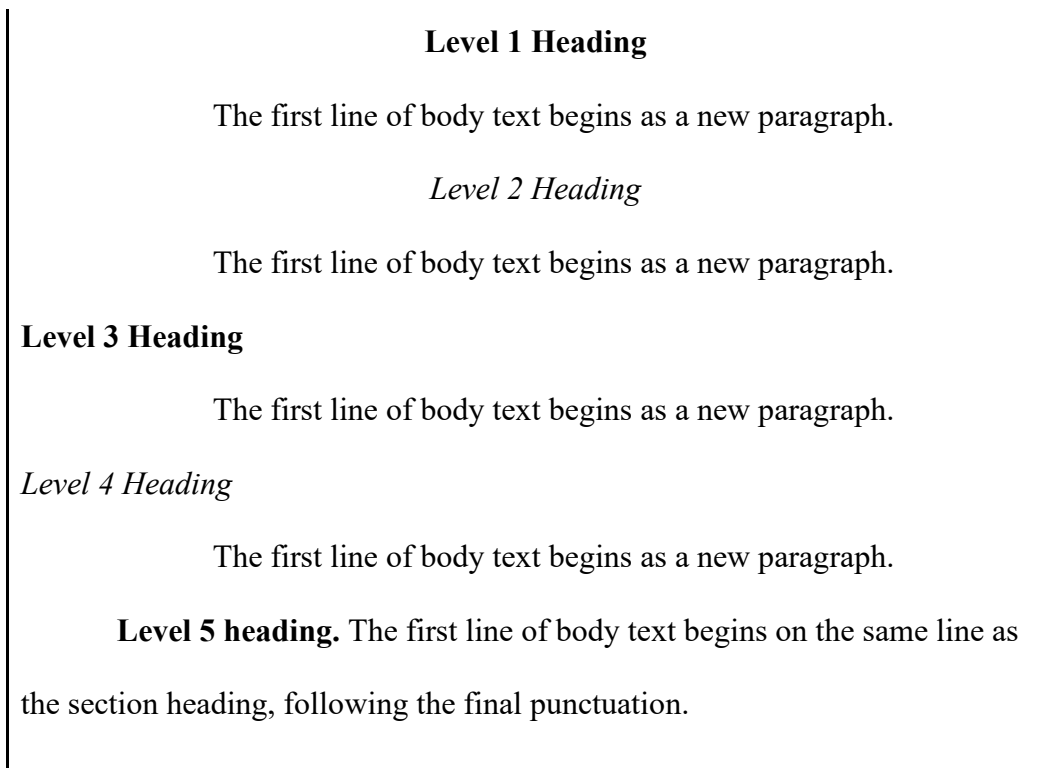 Level 1 Heading
The first line of body text begins as a new paragraph.
Level 2 Heading
The first line of body text begins as a new paragraph.
Level 3 Heading
The first line of body text begins as a new paragraph.
Level 4 Heading
The first line of body text begins as a new paragraph.
Level 5 heading. The first line of body text begins on the same line as
the section heading, following the final punctuation.